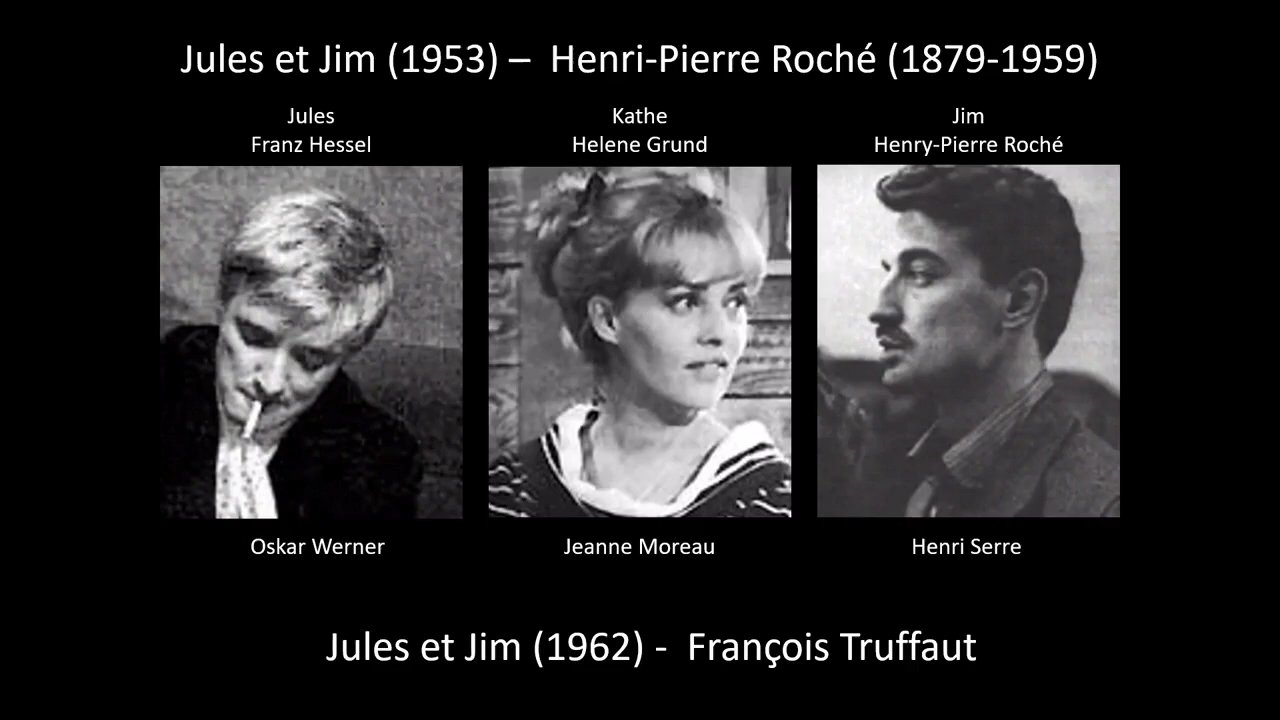 Jules et Jim (1953) – Henri-Pierre Roché (1879-1959)
Jules
Franz Hessel
Kathe
Helene Grund
Jim
Henry-Pierre Roché
Oskar Werner
Jeanne Moreau
Henri Serre
Jules et Jim (1962) - François Truffaut